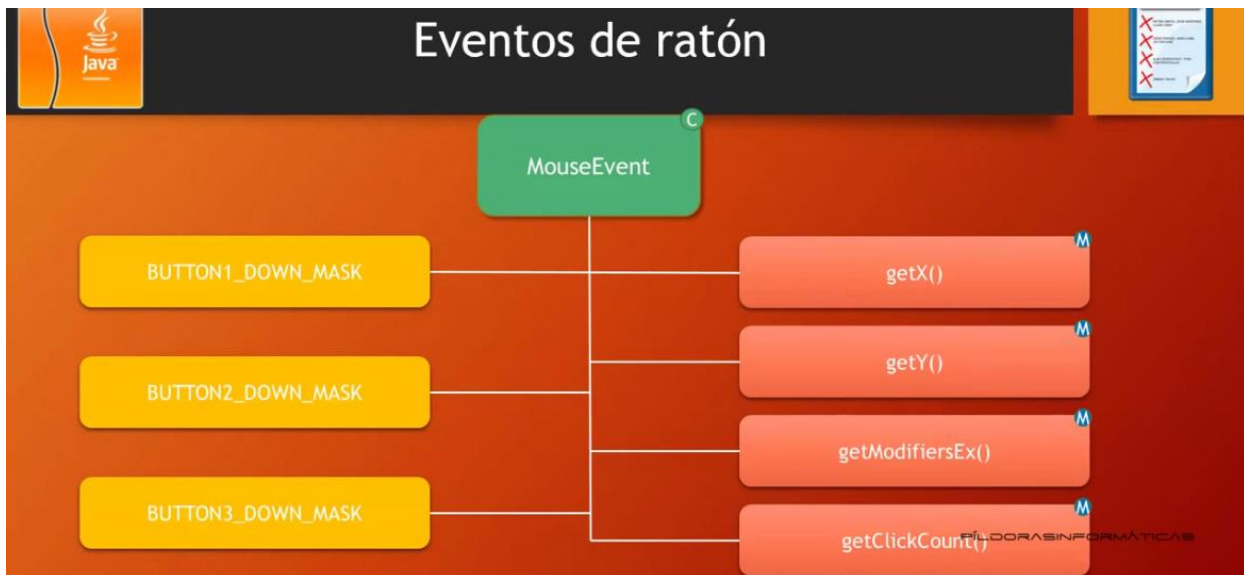 Java
Eventos de ratón
C
MouseEvent
BUTTON1_DOWN_MASK
M
getX()
M
getY()
BUTTON2_DOWN_MASK
M
getModifiersEx()
BUTTON3_DOWN_MASK
M
getClickCount()
PÍLDORASINFORMÁTICAS